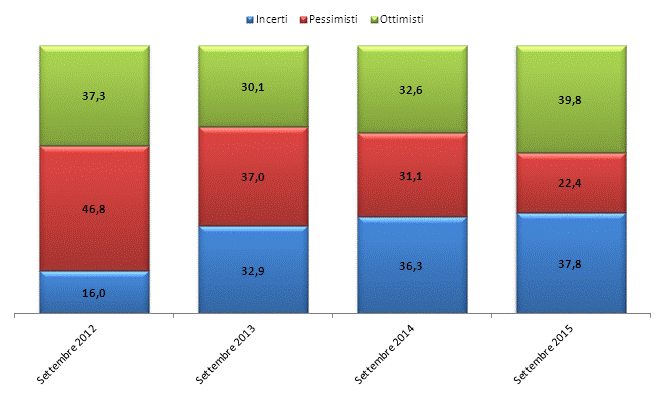 Incerti Pessimisti Ottimisti
37,3 30,1 32,6 39,8
46,8 37,0 31,1 22,4
16,0 32,9 36,3 37,8
Settembre 2012 Settembre 2013 Settembre 2014 Settembre 2015